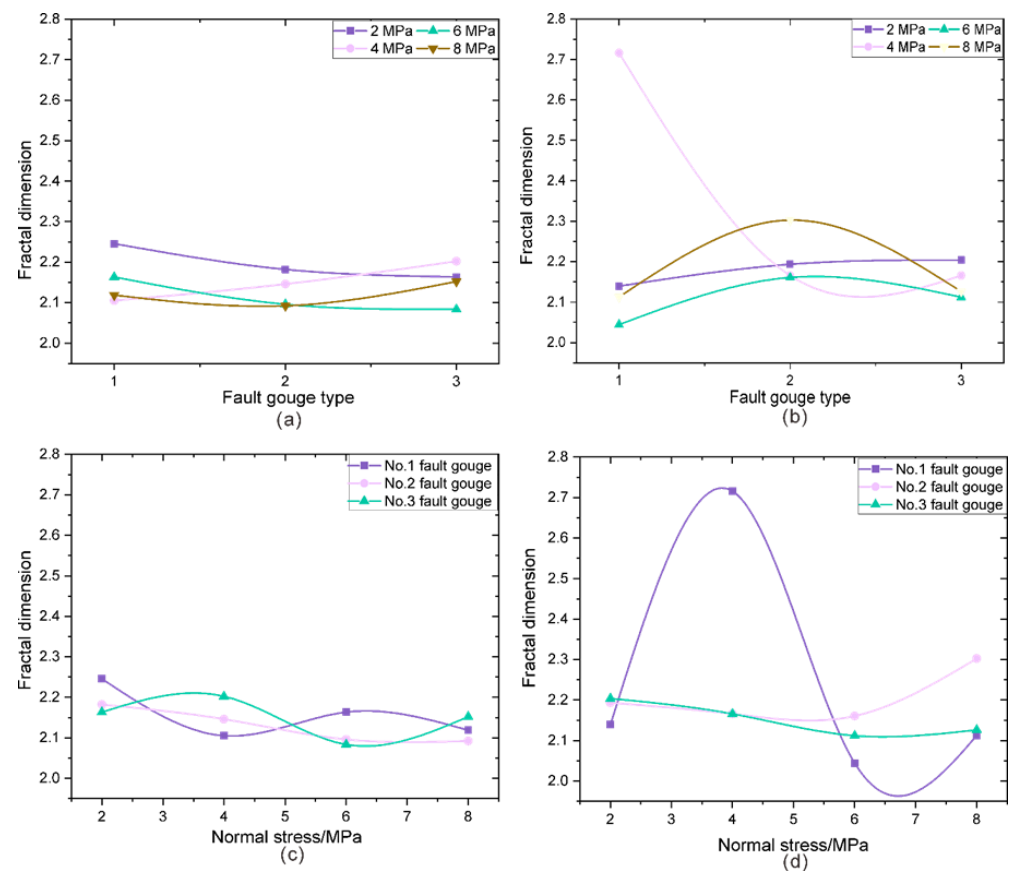 2.8
2.7
2.6
2.5
2.4
2.3
2.2
2.1
2.0
Fractal dimension
2 MPa 6 MPa
4 MPa 8 MPa
1 2 3
Fault gouge type
(a)
2.8
2.7
2.6
2.5
2.4
2.3
2.2
2.1
2.0
Fractal dimension
2 MPa 6 MPa
4 MPa 8 MPa
1 2 3
Fault gouge type
(b)
2.8
2.7
2.6
2.5
2.4
2.3
2.2
2.1
2.0
Fractal dimension
No.1 fault gouge
No.2 fault gouge
No.3 fault gouge
2 3 4 5 6 7 8
Normal stress/MPa
(c)
2.8
2.7
2.6
2.5
2.4
2.3
2.2
2.1
2.0
Fractal dimension
No.1 fault gouge
No.2 fault gouge
No.3 fault gouge
2 3 4 5 6 7 8
Normal stress/MPa
(d)